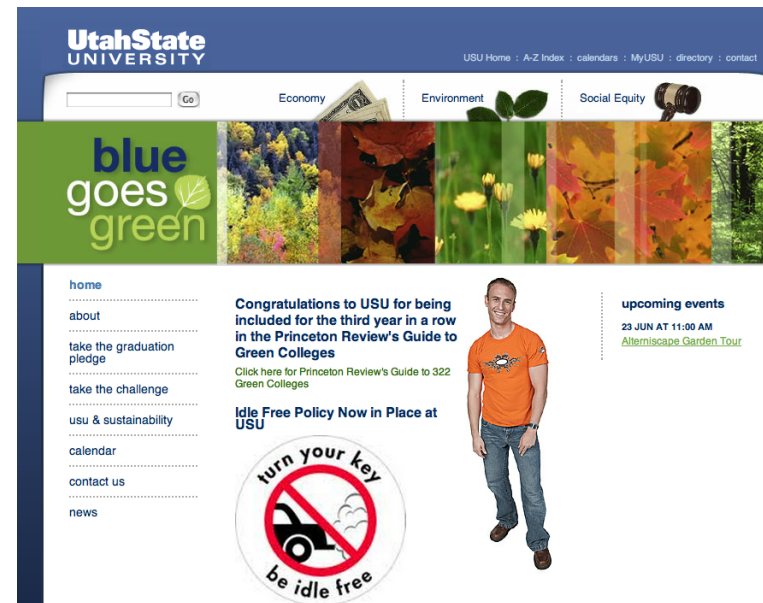 UtahState
UNIVERSITY
USU Home : A-Z Index : calendars : MyUSU : directory : contact
Go
Economy
Environment
Social Equity
blue
goes
green
home
about
take the graduation
pledge
take the challenge
usu & sustainability
calendar
contact us
news
Congratulations to USU for being
included for the third year in a row
in the Princeton Review's Guide to
Green Colleges
Click here for Princeton Review's Guide to 322
Green Colleges
Idle Free Policy Now in Place at
USU
turn your key
be idle free
upcoming events
23 JUN AT 11:00 AM
Alterniscape Garden Tour